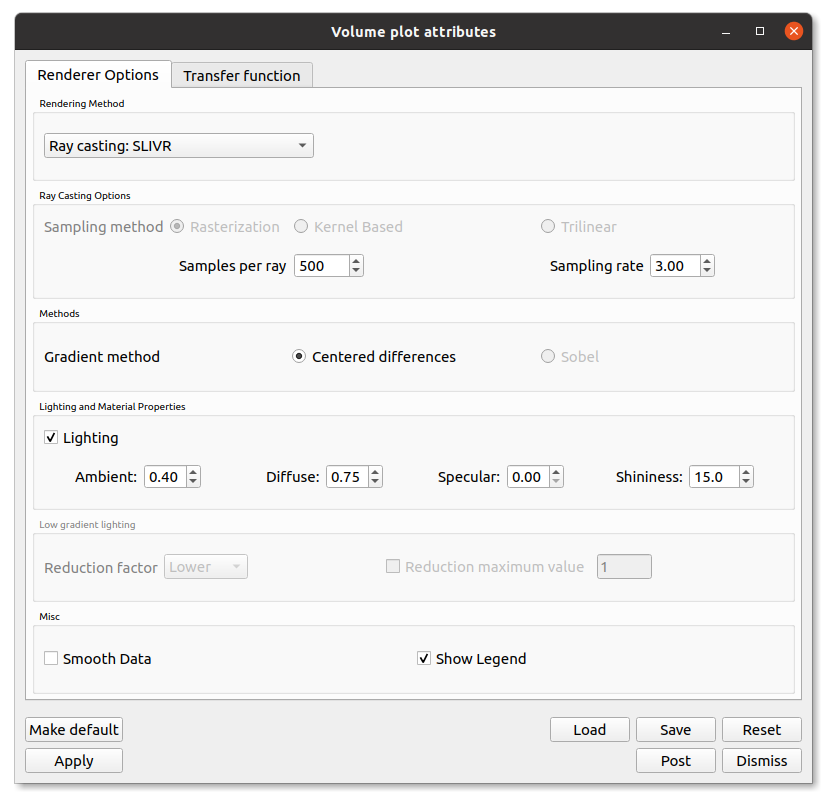 Volume plot attributes
Renderer Options Transfer function
Rendering Method
Ray casting: SLIVR
Ray Casting Options
Sampling method Rasterization Kernel Based Trilinear
Samples per ray 500 Sampling rate 3.00
Methods
Gradient method Centered differences Sobel
Lighting and Material Properties
Lighting
Ambient: 0.40 Diffuse: 0.75 Specular: 0.00 Shininess: 15.0
Low gradient lighting
Reduction factor Lower Reduction maximum value 1
Misc
Smooth Data Show Legend
Make default Load Save Reset
Apply Post Dismiss